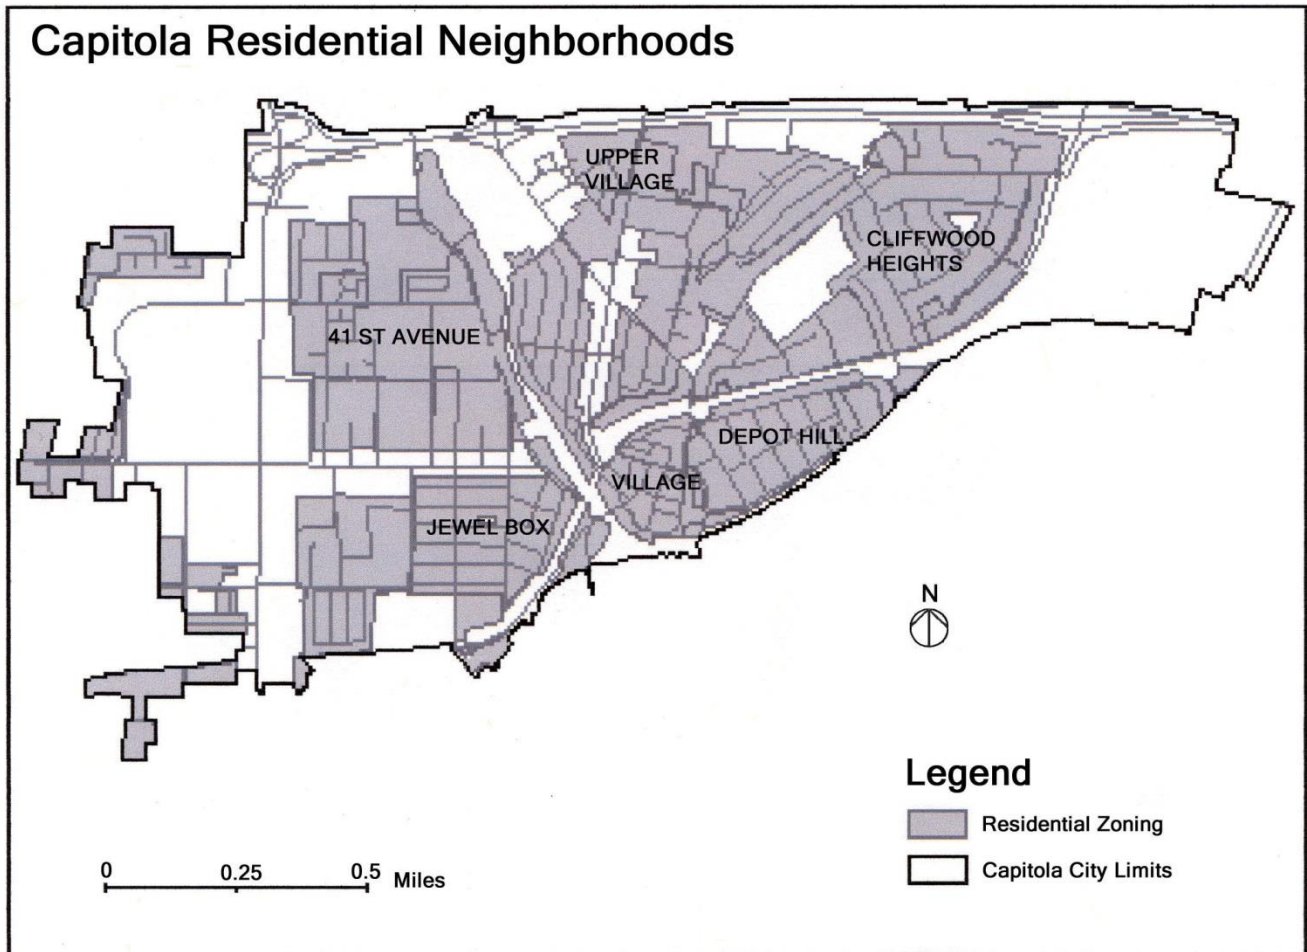 Capitola Residential Neighborhoods
UPPER
VILLAGE
CLIFFWOOD
HEIGHTS
41 ST AVENUE
DEPOT HILL
VILLAGE
JEWEL BOX
N
Legend
Residential Zoning
Capitola City Limits
0 0.25 0.5 Miles